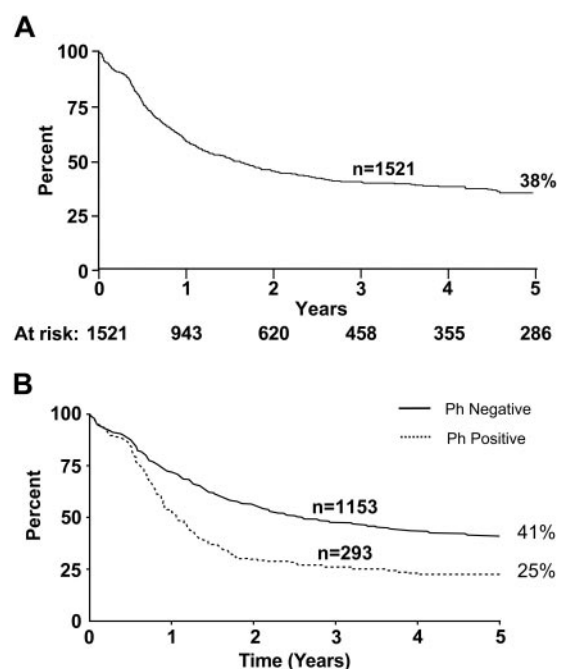 A
Percent
100
75
50
25
0
n=1521
38%
0 1 2 3 4 5
Years
At risk: 1521 943 620 458 355 286
B
Percent
100
75
50
25
0
Ph Negative
Ph Positive
n=1153
41%
n=293
25%
0 1 2 3 4 5
Time (Years)